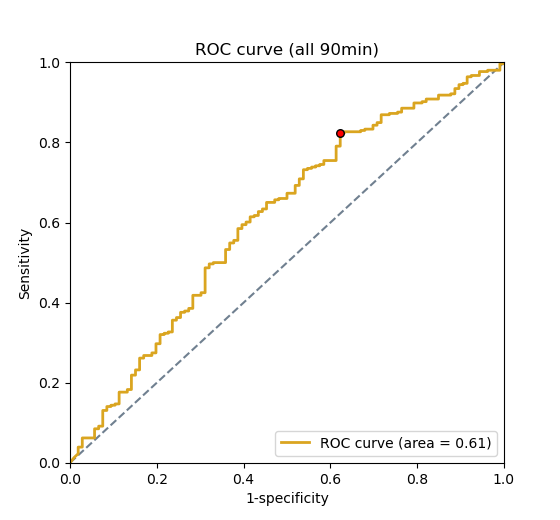 ROC curve (all 90min)
1.0
0.8
0.6
0.4
0.2
0.0
Sensitivity
ROC curve (area = 0.61)
0.0 0.2 0.4 0.6 0.8 1.0
1-specificity